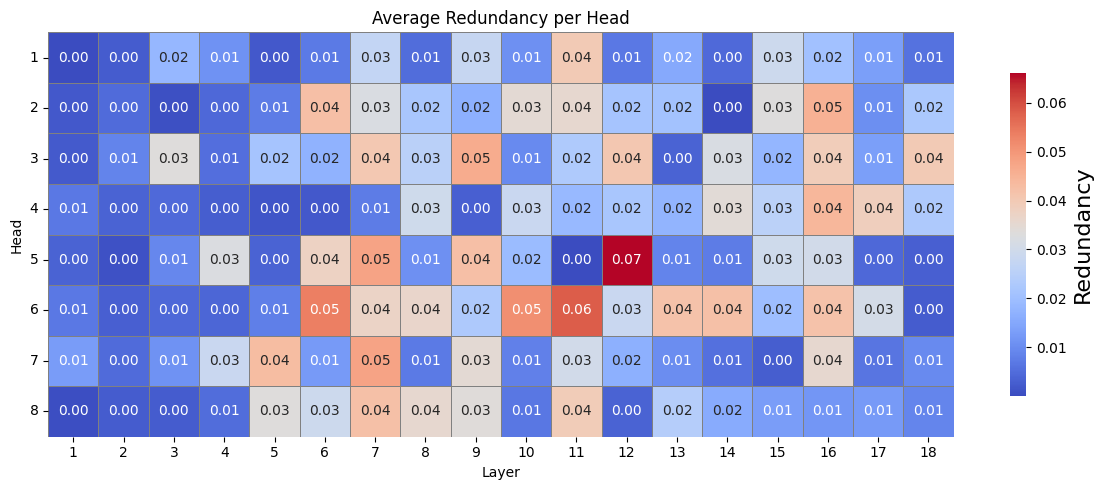 Average Redundancy per Head
1 0.00 0.00 0.02 0.01 0.00 0.01 0.03 0.01 0.03 0.01 0.04 0.01 0.02 0.00 0.03 0.02 0.01 0.01
2 0.00 0.00 0.00 0.00 0.01 0.04 0.03 0.02 0.02 0.03 0.04 0.02 0.02 0.00 0.03 0.05 0.01 0.02
3 0.00 0.01 0.03 0.01 0.02 0.02 0.04 0.03 0.05 0.01 0.02 0.04 0.00 0.03 0.02 0.04 0.01 0.04
4 0.01 0.00 0.00 0.00 0.00 0.00 0.01 0.03 0.00 0.03 0.02 0.02 0.02 0.03 0.03 0.04 0.04 0.02
5 0.00 0.00 0.01 0.03 0.00 0.04 0.05 0.01 0.04 0.02 0.00 0.07 0.01 0.01 0.03 0.03 0.00 0.00
6 0.01 0.00 0.00 0.00 0.01 0.05 0.04 0.04 0.02 0.05 0.06 0.03 0.04 0.04 0.02 0.04 0.03 0.00
7 0.01 0.00 0.01 0.03 0.04 0.01 0.05 0.01 0.03 0.01 0.03 0.02 0.01 0.01 0.00 0.04 0.01 0.01
8 0.00 0.00 0.00 0.01 0.03 0.03 0.04 0.04 0.03 0.01 0.04 0.00 0.02 0.02 0.01 0.01 0.01 0.01
1 2 3 4 5 6 7 8 9 10 11 12 13 14 15 16 17 18
Layer
Head
0.06
0.05
0.04
0.03
0.02
0.01
Redundancy